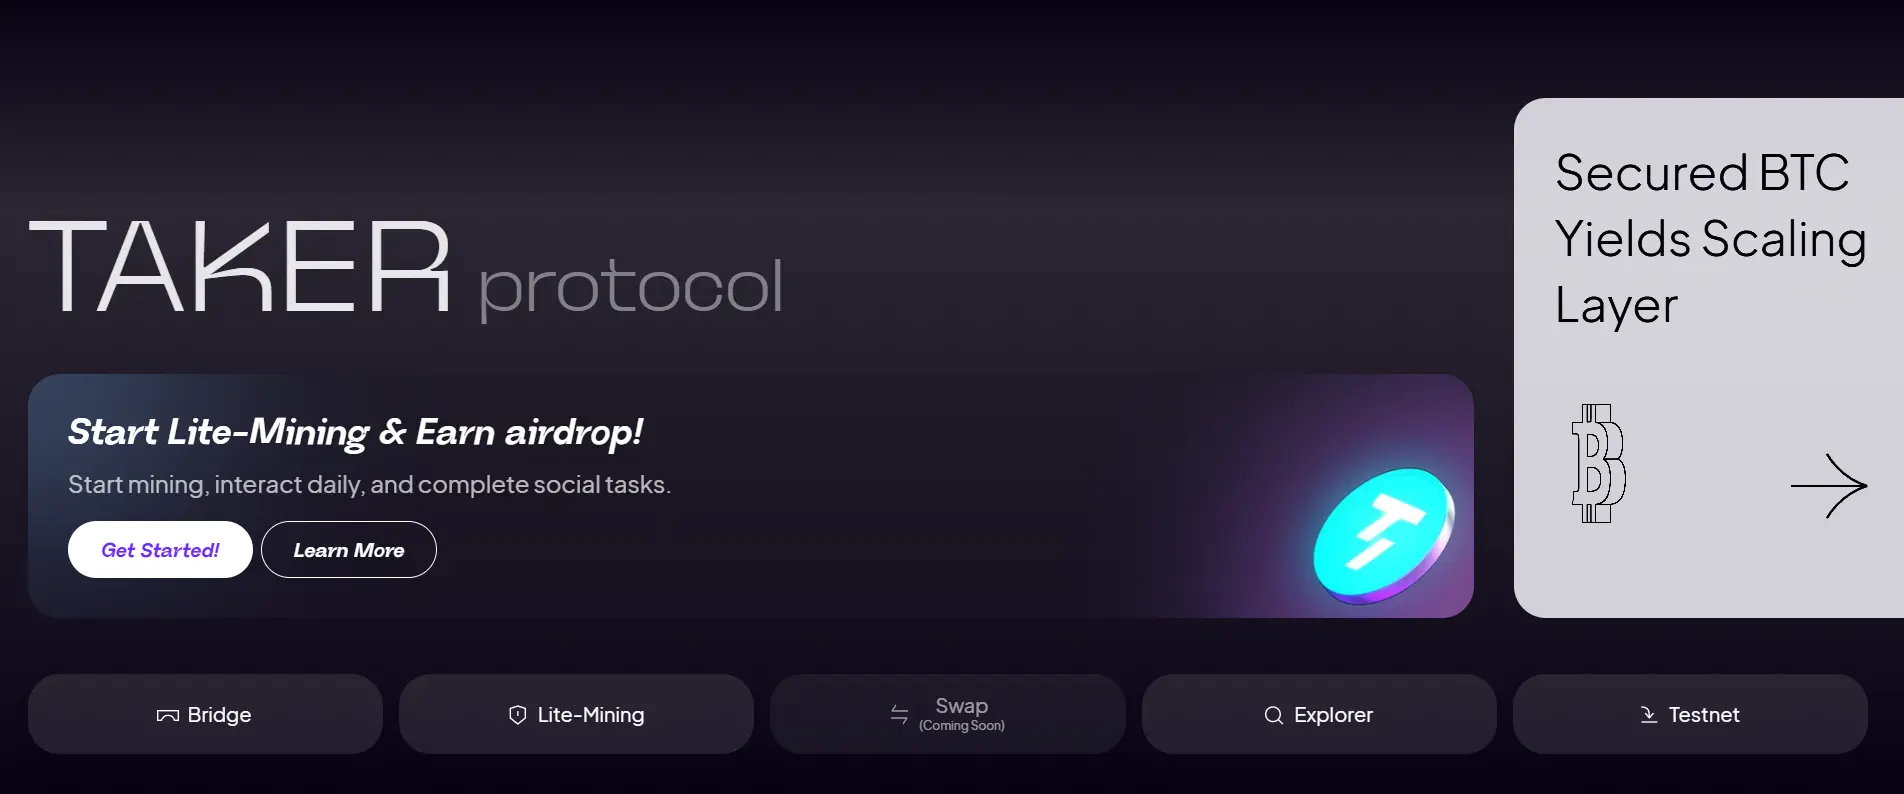 TAKER protocol
Start Lite-Mining & Earn airdrop!
Start mining, interact daily, and complete social tasks.
Get Started!
Learn More
Secured BTC
Yields Scaling
Layer
Bridge
Lite-Mining
Swap
(Coming Soon)
Explorer
Testnet